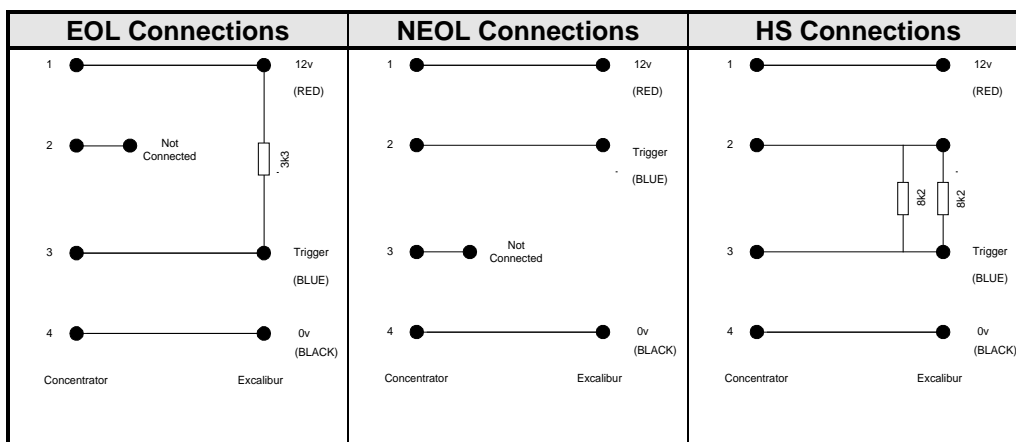 EOL Connections
NEOL Connections
HS Connections
1
12v
(RED)
2
Not
Connected
3k3
3
Trigger
(BLUE)
4
0v
(BLACK)
Concentrator
Excalibur
1
12v
(RED)
2
Trigger
(BLUE)
3
Not
Connected
4
0v
(BLACK)
Concentrator
Excalibur
1
12v
(RED)
2
8k2
8k2
3
Trigger
(BLUE)
4
0v
(BLACK)
Concentrator
Excalibur